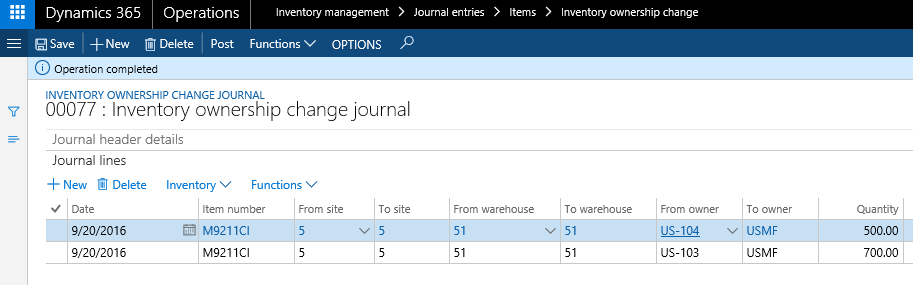 Dynamics 365 Operations Inventory management > Journal entries > Items > Inventory ownership change
Save + New Delete Post Functions OPTIONS
Operation completed
INVENTORY OWNERSHIP CHANGE JOURNAL
00077 : Inventory ownership change journal
Journal header details
Journal lines
+ New Delete Inventory Functions
Date Item number From site To site From warehouse To warehouse From owner To owner Quantity
9/20/2016 M9211CI 5 5 51 51 US-104 USMF 500.00
9/20/2016 M9211CI 5 5 51 51 US-103 USMF 700.00